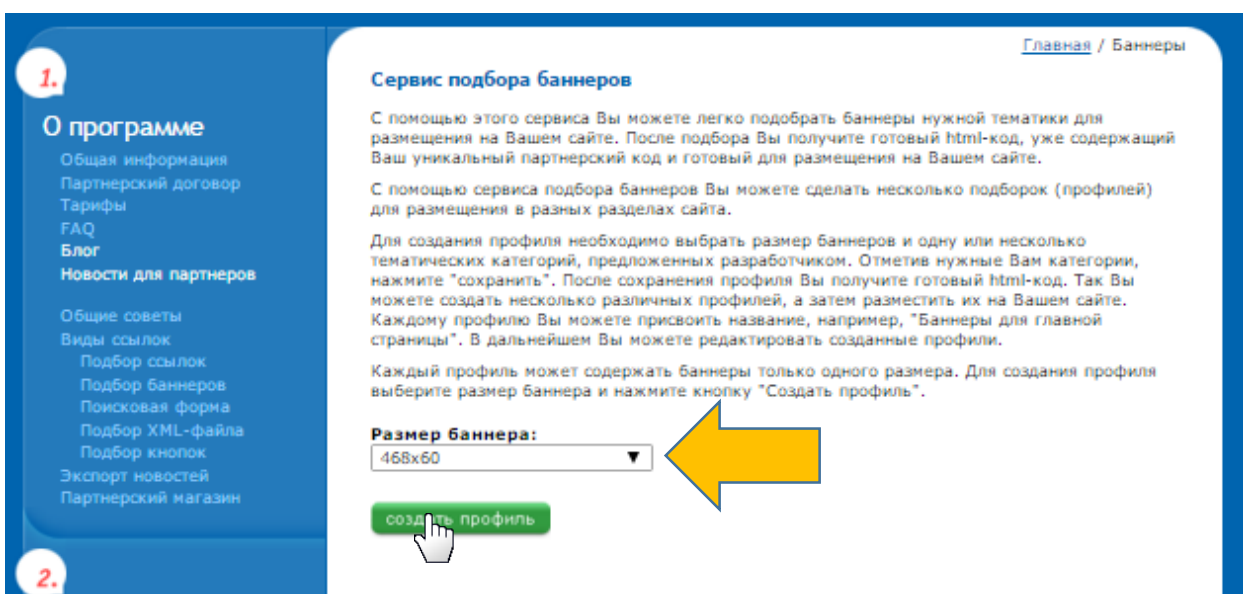 Главная / Баннеры
1.
О программе
Общая информация
Партнерский договор
Тарифы
FAQ
Блог
Новости для партнеров
Общие советы
Виды ссылок
Подбор ссылок
Подбор баннеров
Поисковая форма
Подбор XML-файла
Подбор кнопок
Экспорт новостей
Партнерский магазин
2.
Сервис подбора баннеров
С помощью этого сервиса Вы можете легко подобрать баннеры нужной тематики для
размещения на Вашем сайте. После подбора Вы получите готовый html-код, уже содержащий
Ваш уникальный партнерский код и готовый для размещения на Вашем сайте.
С помощью сервиса подбора баннеров Вы можете сделать несколько подборок (профилей)
для размещения в разных разделах сайта.
Для создания профиля необходимо выбрать размер баннеров и одну или несколько
тематических категорий, предложенных разработчиком. Отметив нужные Вам категории,
нажмите "сохранить". После сохранения профиля Вы получите готовый html-код. Так Вы
можете создать несколько различных профилей, а затем разместить их на Вашем сайте.
Каждому профилю Вы можете присвоить название, например, "Баннеры для главной
страницы". В дальнейшем Вы можете редактировать созданные профили.
Каждый профиль может содержать баннеры только одного размера. Для создания профиля
выберите размер баннера и нажмите кнопку "Создать профиль".
Размер баннера:
468x60
создать профиль